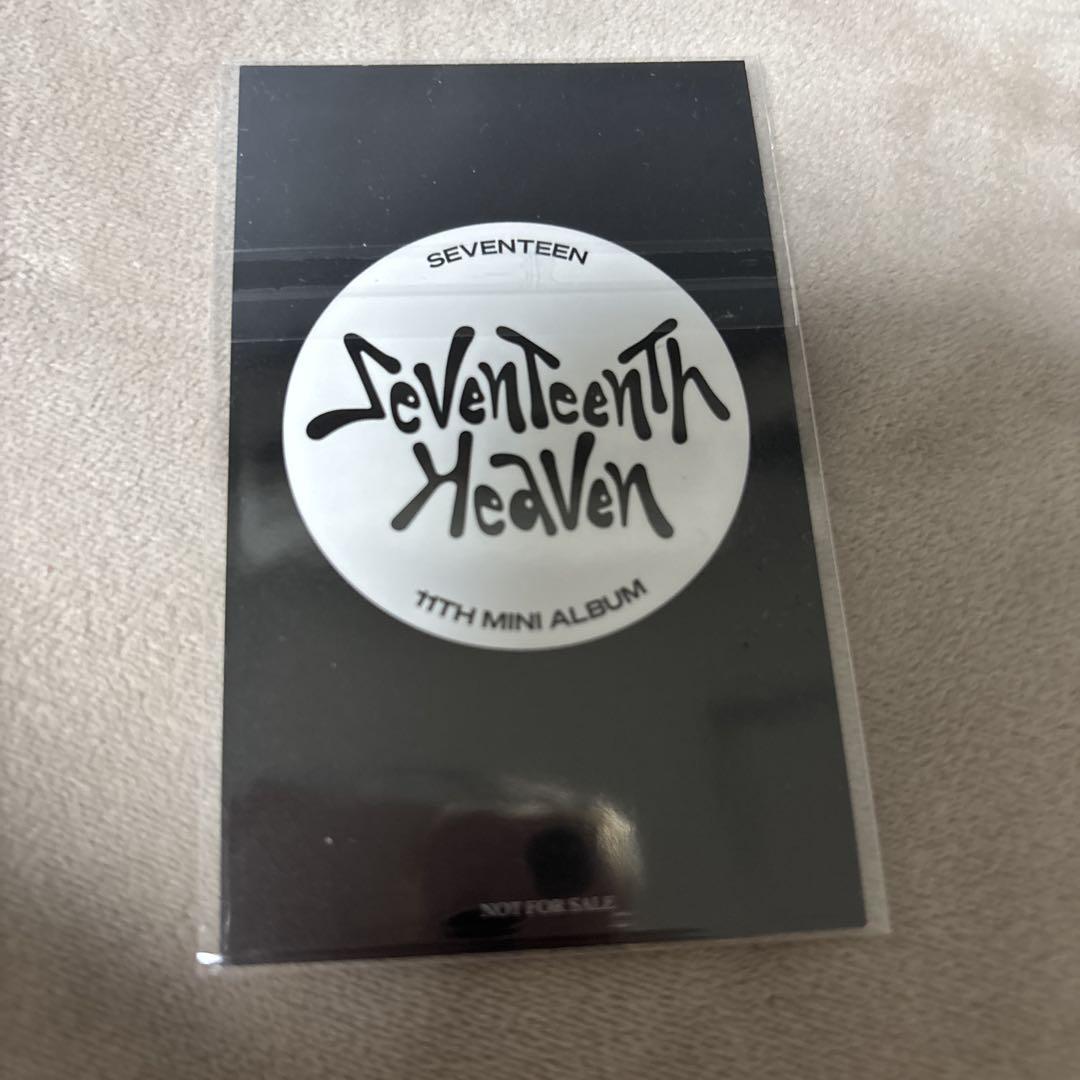 SEVENTEEN
SevenTeenTh
Heaven
11TH MINI ALBUM
NOT FOR SALE